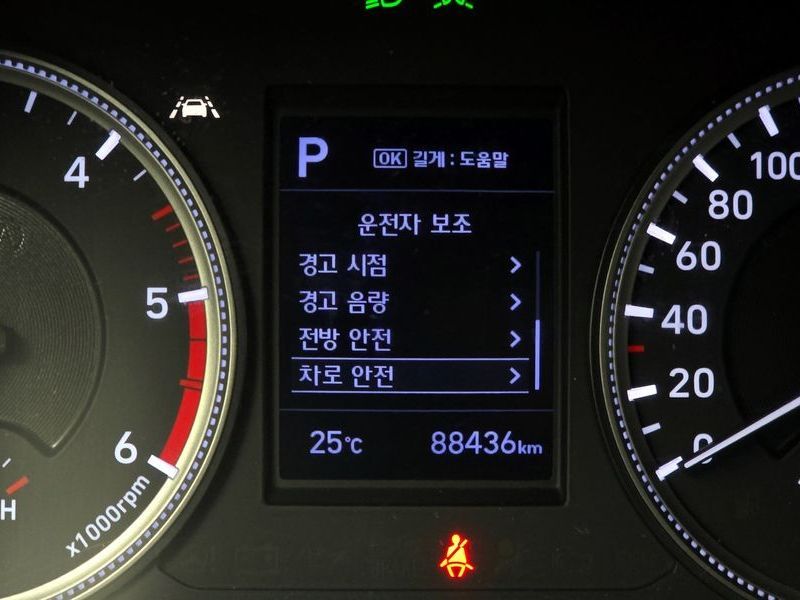 P
OK 길게 : 도움말
운전자 보조
경고 시점
경고 음량
전방 안전
차로 안전
25℃ 88436km
4
5
6
x1000rpm
H
100
80
60
40
20
0